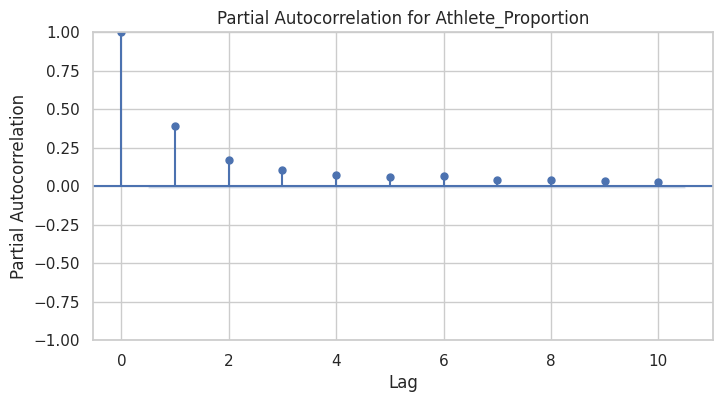 Partial Autocorrelation for Athlete_Proportion
1.00
0.75
0.50
0.25
0.00
−0.25
−0.50
−0.75
−1.00
Partial Autocorrelation
0 2 4 6 8 10
Lag